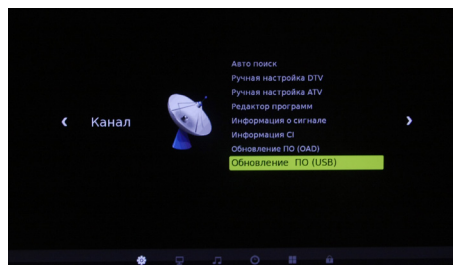 Канал
Авто поиск
Ручная настройка DTV
Ручная настройка ATV
Редактор программ
Информация о сигнале
Информация CI
Обновление ПО (OAD)
Обновление ПО (USB)